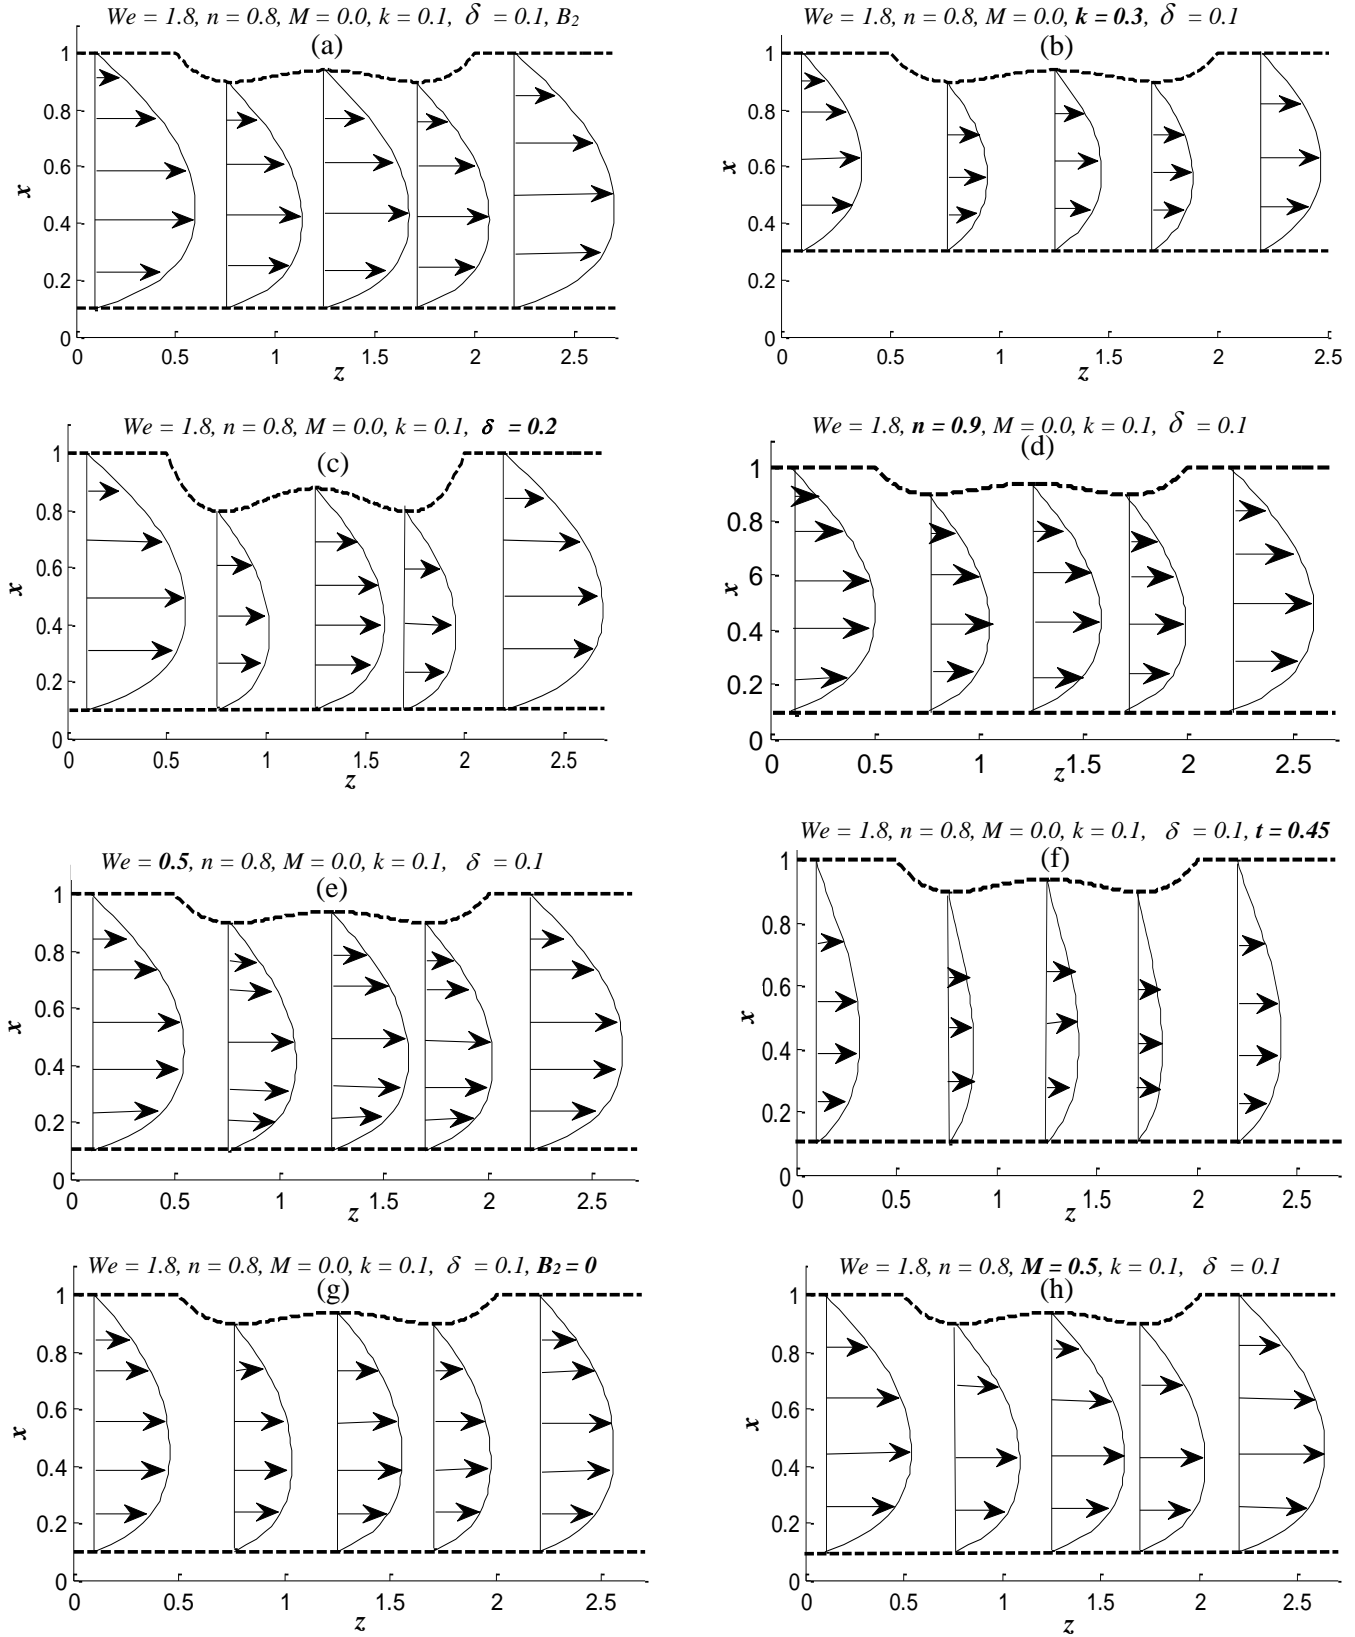 We = 1.8, n = 0.8, M = 0.0, k = 0.1, δ = 0.1, B₂
(a)
1
0.8
0.6
0.4
0.2
0
x
0 0.5 1 1.5 2 2.5
z
We = 1.8, n = 0.8, M = 0.0, k = 0.3, δ = 0.1
(b)
1
0.8
0.6
0.4
0.2
0
x
0 0.5 1 1.5 2 2.5
z
We = 1.8, n = 0.8, M = 0.0, k = 0.1, δ = 0.2
(c)
1
0.8
0.6
0.4
0.2
0
x
0 0.5 1 1.5 2 2.5
z
We = 1.8, n = 0.9, M = 0.0, k = 0.1, δ = 0.1
(d)
1
0.8
6
0.4
0.2
0
x
0 0.5 1 1.5 2 2.5
z
We = 0.5, n = 0.8, M = 0.0, k = 0.1, δ = 0.1
(e)
1
0.8
0.6
0.4
0.2
0
x
0 0.5 1 1.5 2 2.5
z
We = 1.8, n = 0.8, M = 0.0, k = 0.1, δ = 0.1, t = 0.45
(f)
1
0.8
0.6
0.4
0.2
0
x
0 0.5 1 1.5 2 2.5
z
We = 1.8, n = 0.8, M = 0.0, k = 0.1, δ = 0.1, B₂ = 0
(g)
1
0.8
0.6
0.4
0.2
0
x
0 0.5 1 1.5 2 2.5
z
We = 1.8, n = 0.8, M = 0.5, k = 0.1, δ = 0.1
(h)
1
0.8
0.6
0.4
0.2
0
x
0 0.5 1 1.5 2 2.5
z